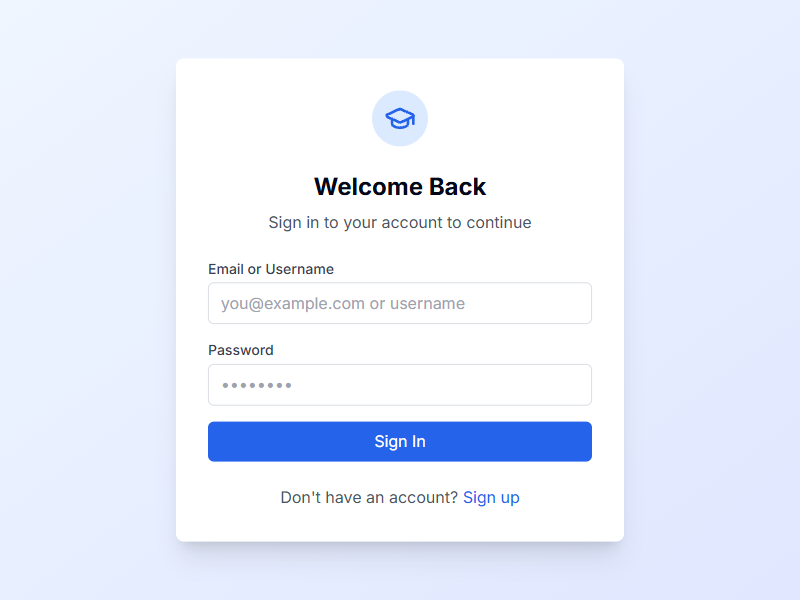 Welcome Back
Sign in to your account to continue
Email or Username
you@example.com or username
Password
••••••••
Sign In
Don't have an account? Sign up